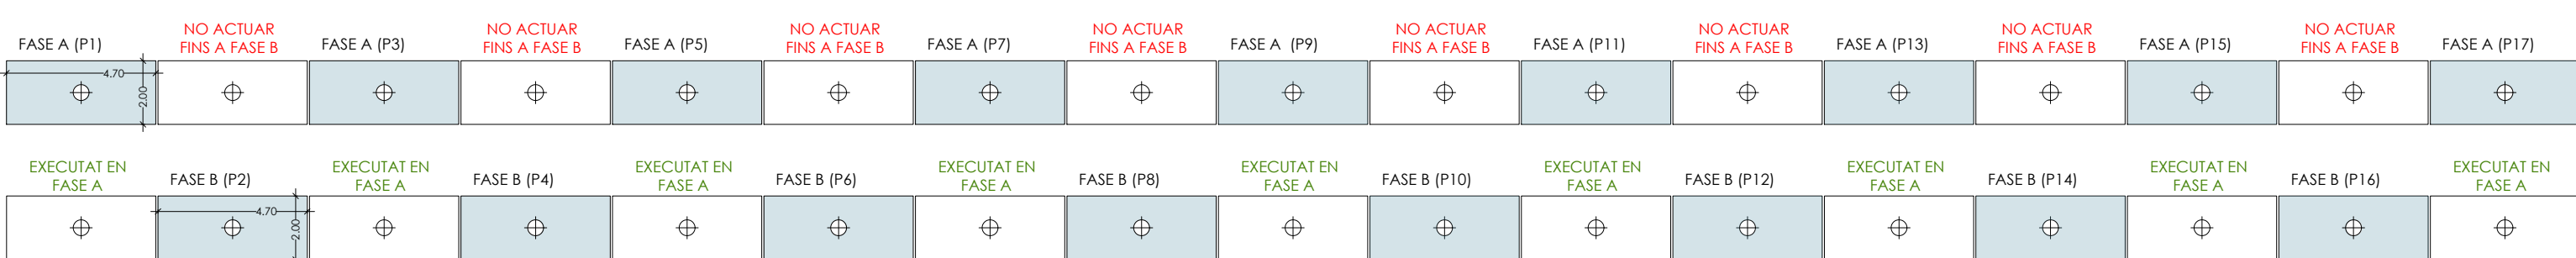 FASE A (P1)
NO ACTUAR
FINS A FASE B
FASE A (P3)
NO ACTUAR
FINS A FASE B
FASE A (P5)
NO ACTUAR
FINS A FASE B
FASE A (P7)
NO ACTUAR
FINS A FASE B
FASE A (P9)
NO ACTUAR
FINS A FASE B
FASE A (P11)
NO ACTUAR
FINS A FASE B
FASE A (P13)
NO ACTUAR
FINS A FASE B
FASE A (P15)
NO ACTUAR
FINS A FASE B
FASE A (P17)
4.70
2.00
EXECUTAT EN
FASE A
FASE B (P2)
EXECUTAT EN
FASE A
FASE B (P4)
EXECUTAT EN
FASE A
FASE B (P6)
EXECUTAT EN
FASE A
FASE B (P8)
EXECUTAT EN
FASE A
FASE B (P10)
EXECUTAT EN
FASE A
FASE B (P12)
EXECUTAT EN
FASE A
FASE B (P14)
EXECUTAT EN
FASE A
FASE B (P16)
EXECUTAT EN
FASE A
4.70
2.00